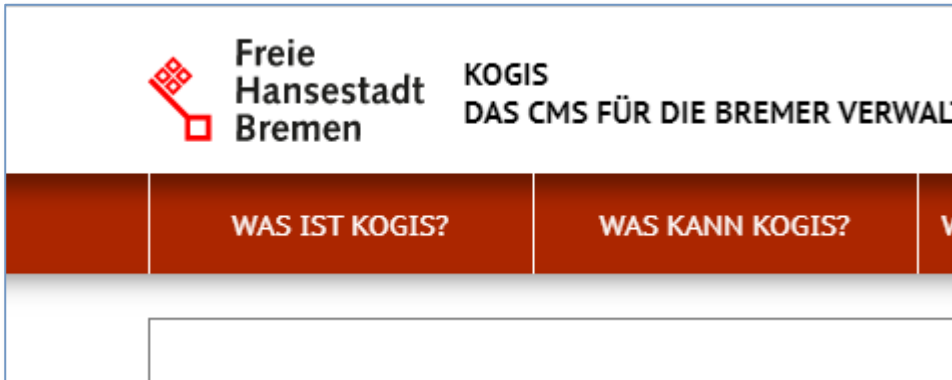 Freie
Hansestadt
Bremen
KOGIS
DAS CMS FÜR DIE BREMER
WAS IST KOGIS?
WAS KANN KOGIS?